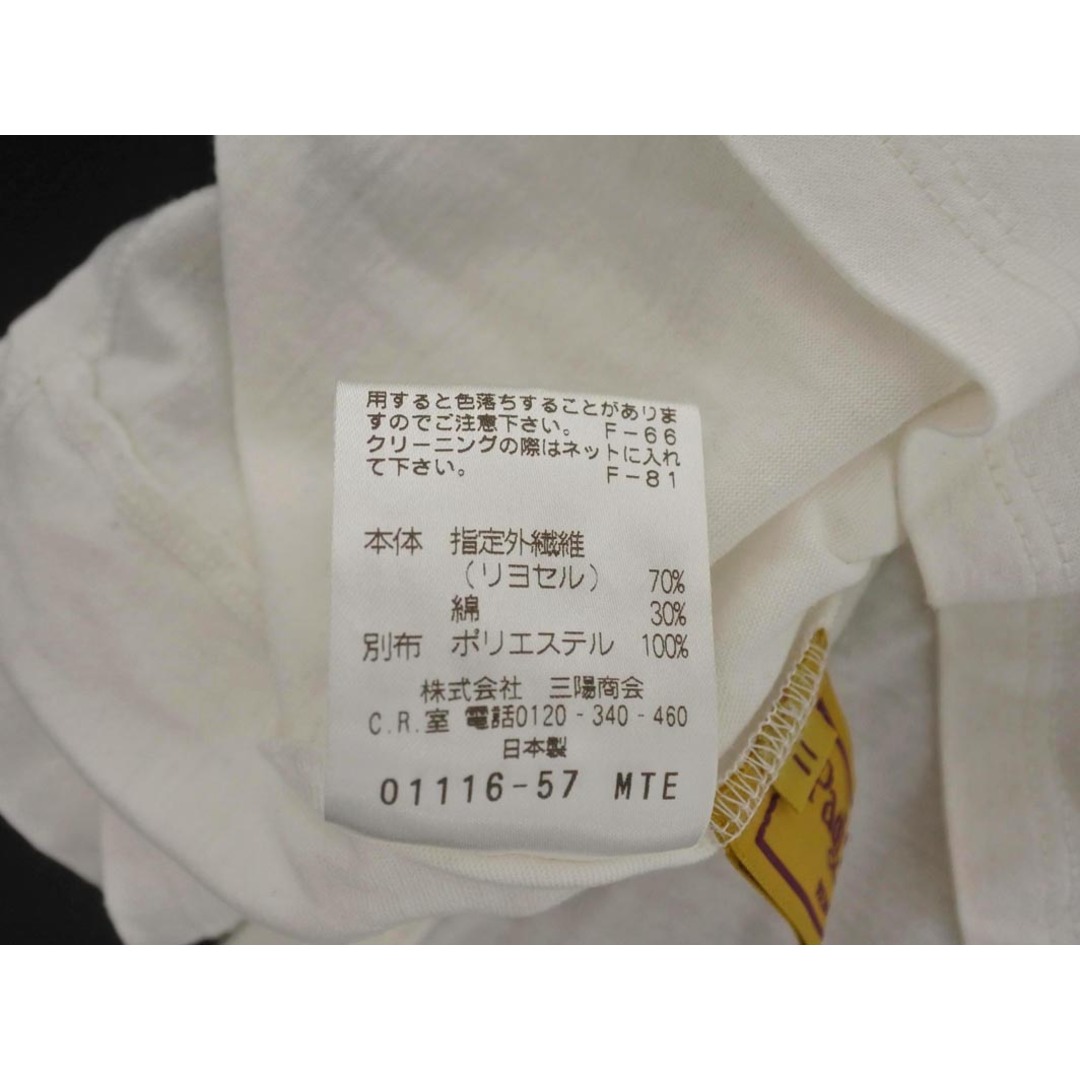 用すると色落ちすることがありま
すのでご注意下さい。 F-66
クリーニングの際はネットに入れ
て下さい。 F-81
本体 指定外繊維
(リヨセル) 70%
綿 30%
別布 ポリエステル 100%
株式会社 三陽商会
C.R.室 電話0120-340-460
日本製
01116-57 MTE